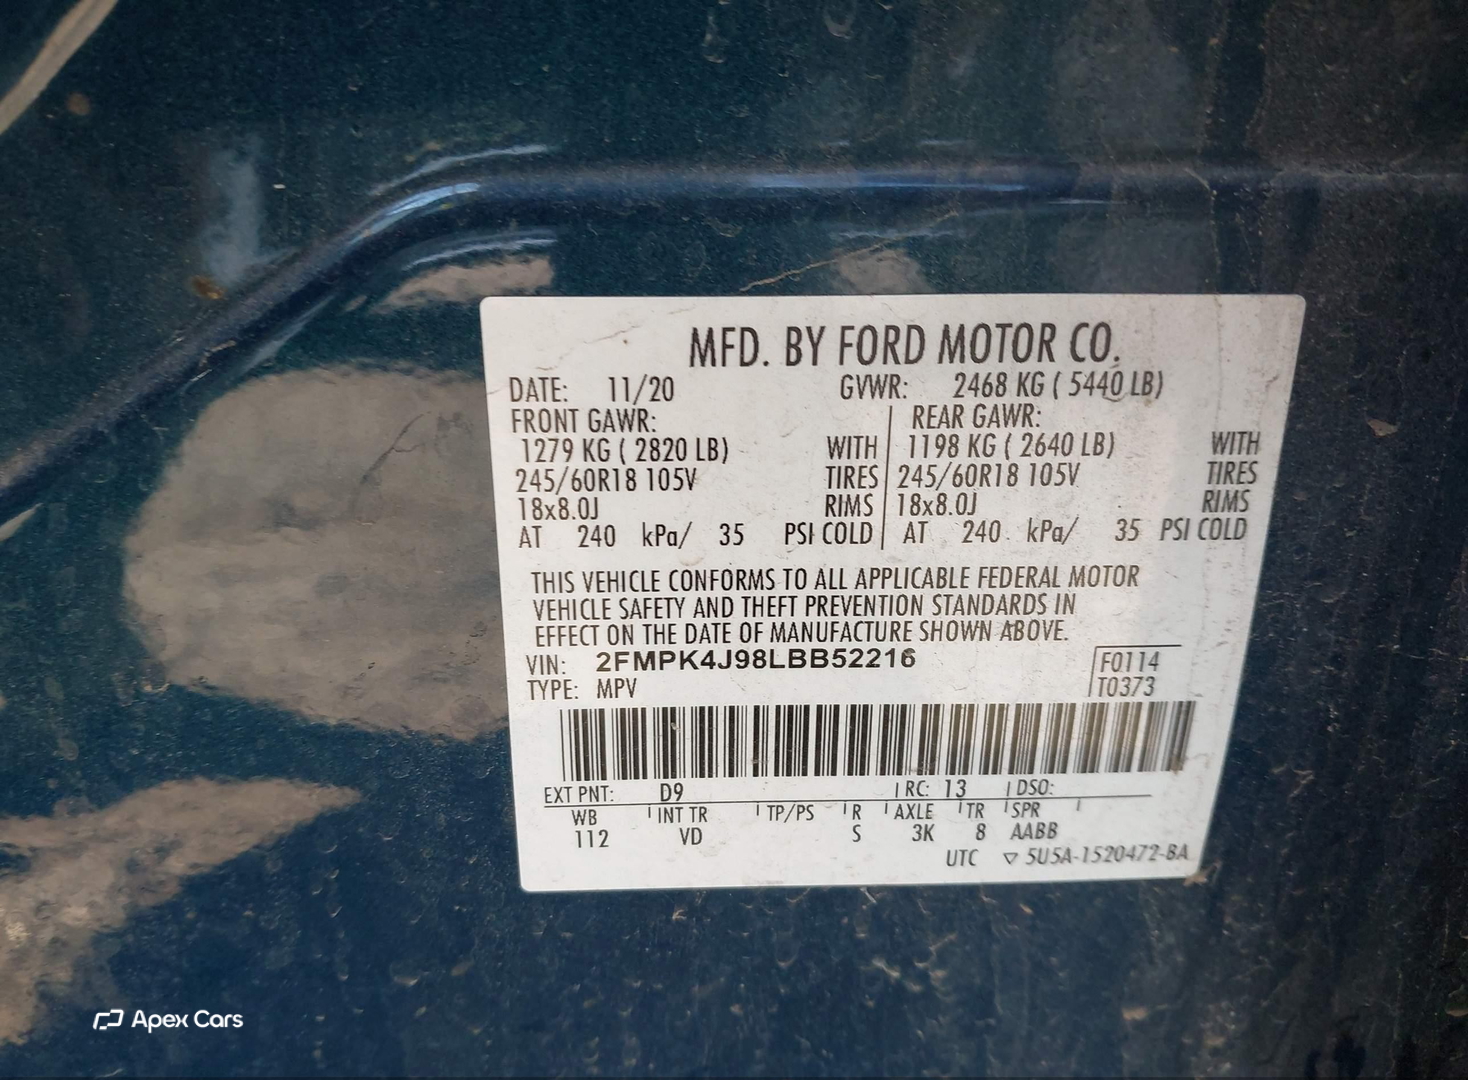 MFD. BY FORD MOTOR CO.
DATE: 11/20 GVWR: 2468 KG ( 5440 LB)
FRONT GAWR: REAR GAWR:
1279 KG ( 2820 LB) WITH 1198 KG ( 2640 LB) WITH
245/60R18 105V TIRES 245/60R18 105V TIRES
18x8.0J RIMS 18x8.0J RIMS
AT 240 kPa/ 35 PSI COLD AT 240 kPa/ 35 PSI COLD
THIS VEHICLE CONFORMS TO ALL APPLICABLE FEDERAL MOTOR
VEHICLE SAFETY AND THEFT PREVENTION STANDARDS IN
EFFECT ON THE DATE OF MANUFACTURE SHOWN ABOVE.
VIN: 2FMPK4J98LBB52216 F0114
TYPE: MPV T0373
EXT PNT: D9 RC: 13 DSO:
WB INT TR TP/PS R AXLE TR SPR
112 VD S 3K 8 AABB
UTC ▽ 5U5A-1520472-BA
Apex Cars